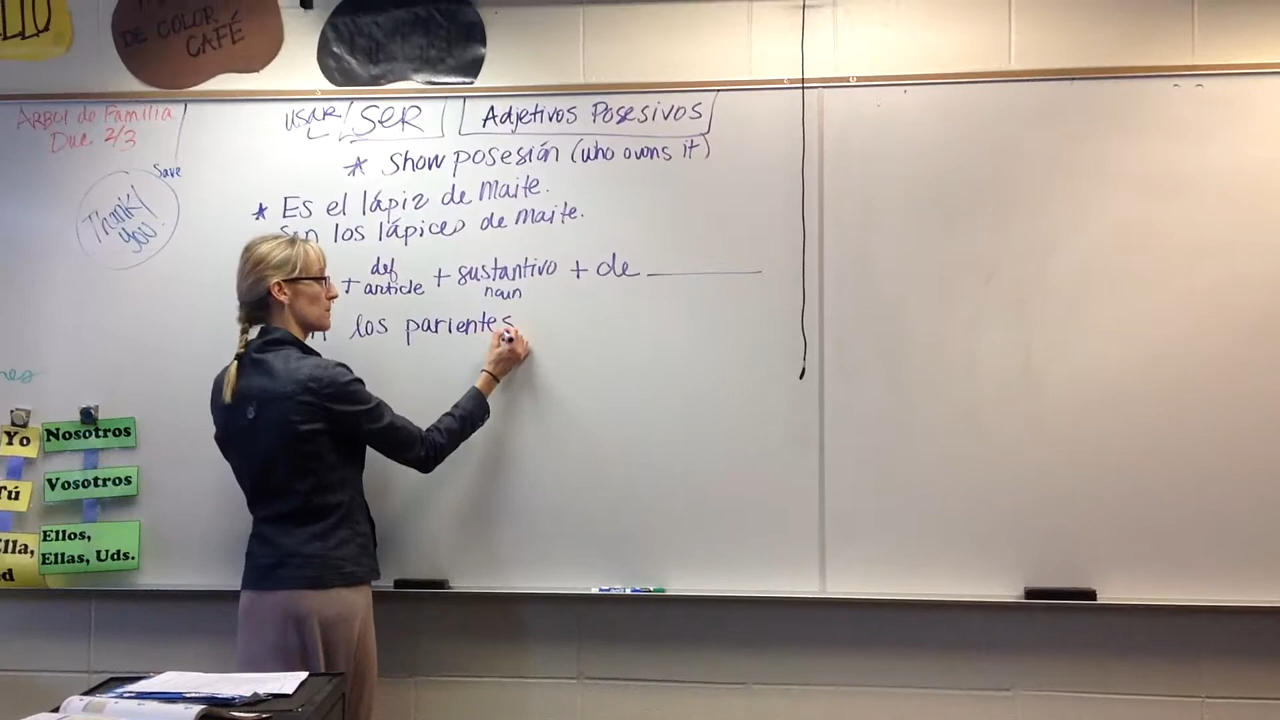 DE COLOR
CAFÉ
ARBOl de Familia
Due 2/3
Save
Thank
you!
usar/SER
Adjetivos Posesivos
* Show posesión (who owns it)
* Es el lápiz de Maite.
Son los lápices de Maite.
+ def article + sustantivo + de ____
noun
los parientes
Yo
Nosotros
Tú
Vosotros
Ella,
Ellos,
Ellas, Uds.